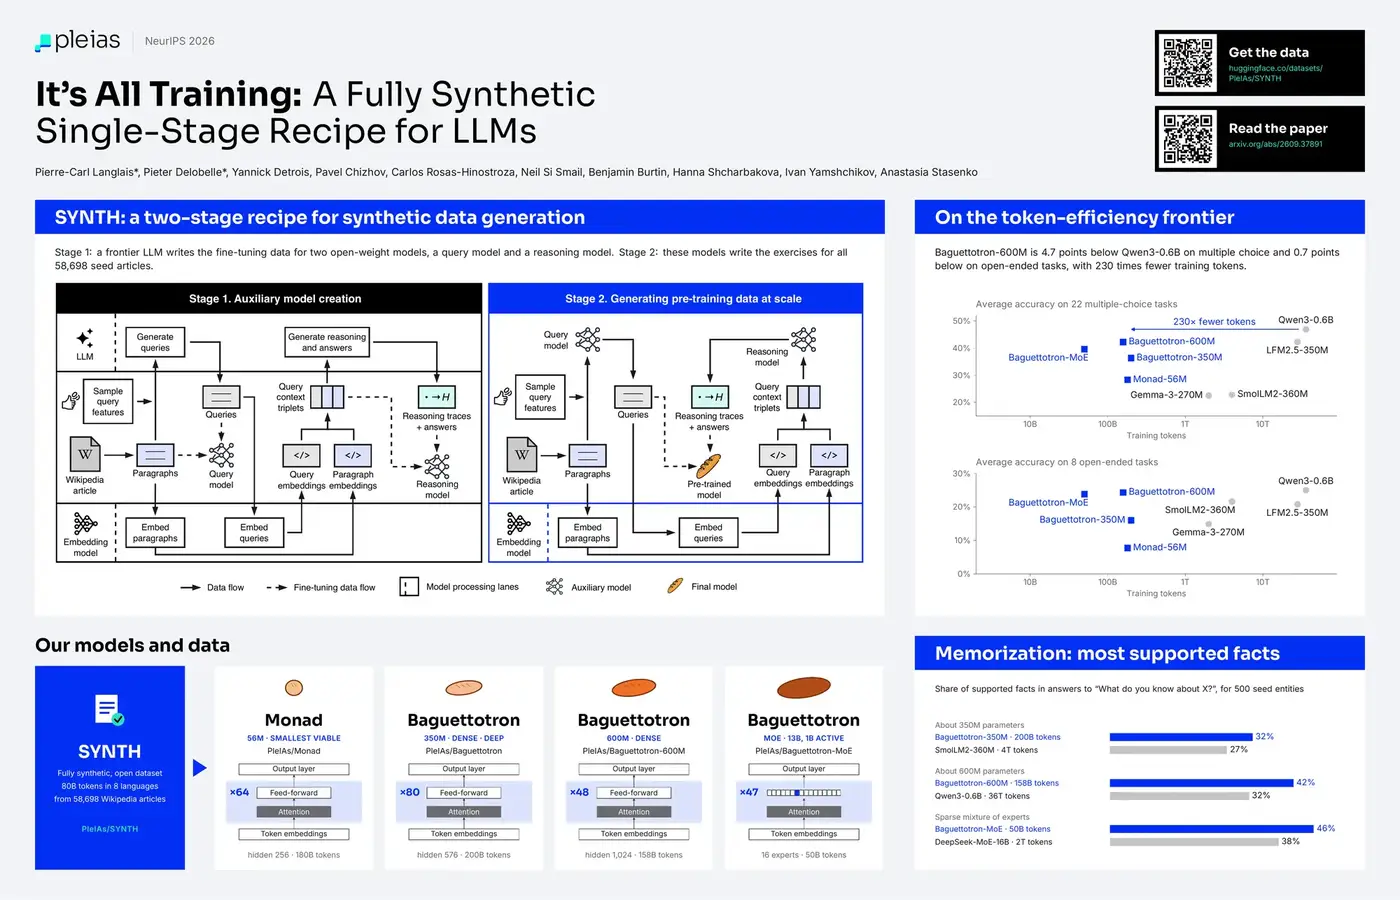 pleias
NeurIPS 2026
It's All Training: A Fully Synthetic
Single-Stage Recipe for LLMs
Pierre-Carl Langlais*, Pieter Delobelle*, Yannick Detrois, Pavel Chizhov, Carlos Rosas-Hinostroza, Neil Si Smail, Benjamin Burtin, Hanna Shcharbakova, Ivan Yamshchikov, Anastasia Stasenko
Get the data
huggingface.co/datasets/
PleIAs/SYNTH
Read the paper
arxiv.org/abs/2609.37891
SYNTH: a two-stage recipe for synthetic data generation
Stage 1: a frontier LLM writes the fine-tuning data for two open-weight models, a query model and a reasoning model. Stage 2: these models write the exercises for all
58,698 seed articles.
Stage 1. Auxiliary model creation
LLM
Generate
queries
Generate reasoning
and answers
Sample
query
features
Queries
Query
context
triplets
· → H
Reasoning traces
+ answers
W
Wikipedia
article
Paragraphs
Query
model
</>
Query
embeddings
</>
Paragraph
embeddings
Reasoning
model
Embedding
model
Embed
paragraphs
Embed
queries
Stage 2. Generating pre-training data at scale
Query
model
Reasoning
model
Sample
query
features
Queries
· → H
Reasoning traces
+ answers
Query
context
triplets
W
Wikipedia
article
Paragraphs
Pre-trained
model
</>
Query
embeddings
</>
Paragraph
embeddings
Embedding
model
Embed
paragraphs
Embed
queries
Data flow
Fine-tuning data flow
Model processing lanes
Auxiliary model
Final model
On the token-efficiency frontier
Baguettotron-600M is 4.7 points below Qwen3-0.6B on multiple choice and 0.7 points
below on open-ended tasks, with 230 times fewer training tokens.
Average accuracy on 22 multiple-choice tasks
50%
40%
30%
20%
230× fewer tokens
Qwen3-0.6B
Baguettotron-600M
LFM2.5-350M
Baguettotron-MoE
Baguettotron-350M
Monad-56M
Gemma-3-270M
SmolLM2-360M
10B
100B
1T
10T
Training tokens
Average accuracy on 8 open-ended tasks
30%
20%
10%
0%
Qwen3-0.6B
Baguettotron-600M
Baguettotron-MoE
SmolLM2-360M
LFM2.5-350M
Baguettotron-350M
Gemma-3-270M
Monad-56M
10B
100B
1T
10T
Training tokens
Our models and data
SYNTH
Fully synthetic, open dataset
80B tokens in 8 languages
from 58,698 Wikipedia articles
PleIAs/SYNTH
Monad
56M · SMALLEST VIABLE
PleIAs/Monad
Output layer
×64
Feed-forward
Attention
Token embeddings
hidden 256 · 180B tokens
Baguettotron
350M · DENSE · DEEP
PleIAs/Baguettotron
Output layer
×80
Feed-forward
Attention
Token embeddings
hidden 576 · 200B tokens
Baguettotron
600M · DENSE
PleIAs/Baguettotron-600M
Output layer
×48
Feed-forward
Attention
Token embeddings
hidden 1,024 · 158B tokens
Baguettotron
MOE · 13B, 1B ACTIVE
PleIAs/Baguettotron-MoE
Output layer
×47
Attention
Token embeddings
16 experts · 50B tokens
Memorization: most supported facts
Share of supported facts in answers to “What do you know about X?”, for 500 seed entities
About 350M parameters
Baguettotron-350M · 200B tokens
32%
SmolLM2-360M · 4T tokens
27%
About 600M parameters
Baguettotron-600M · 158B tokens
42%
Qwen3-0.6B · 36T tokens
32%
Sparse mixture of experts
Baguettotron-MoE · 50B tokens
46%
DeepSeek-MoE-16B · 2T tokens
38%